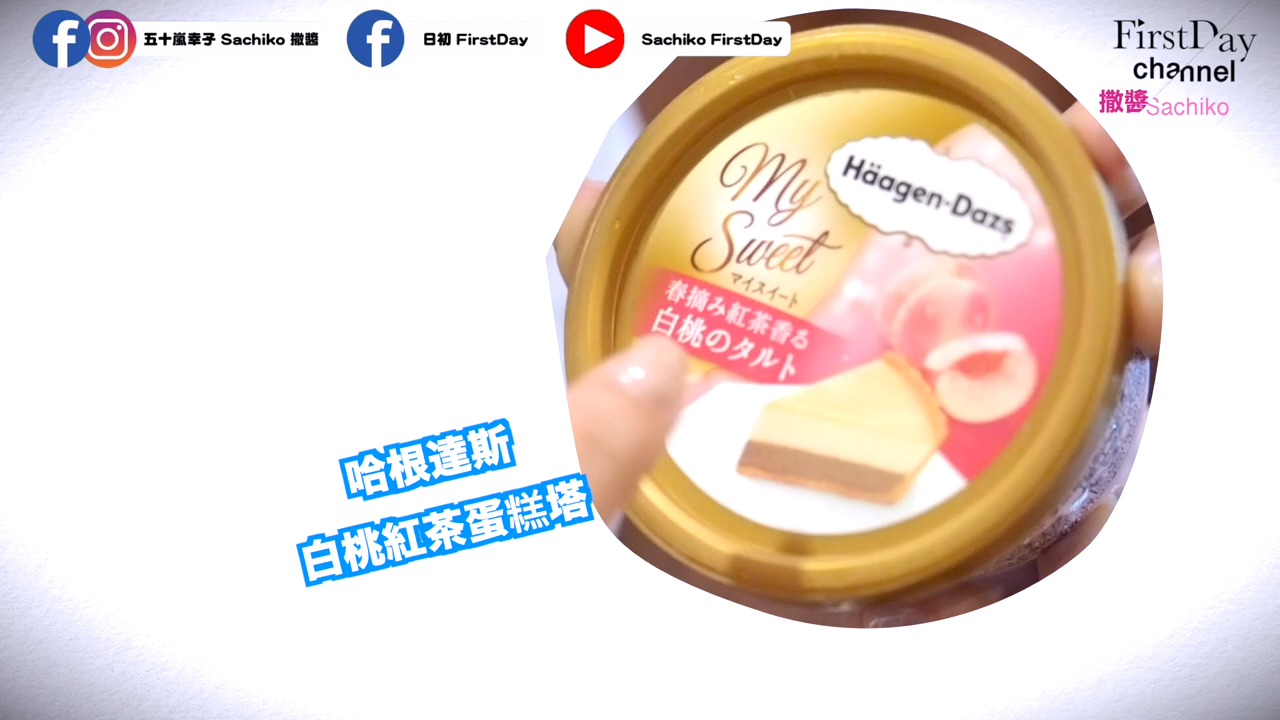 五十嵐幸子 Sachiko 撒醬
日初 FirstDay
Sachiko FirstDay
FirstDay
channel
撒醬Sachiko
Häagen-Dazs
My
Sweet
マイスイート
春摘み紅茶香る
白桃のタルト
哈根達斯
白桃紅茶蛋糕塔